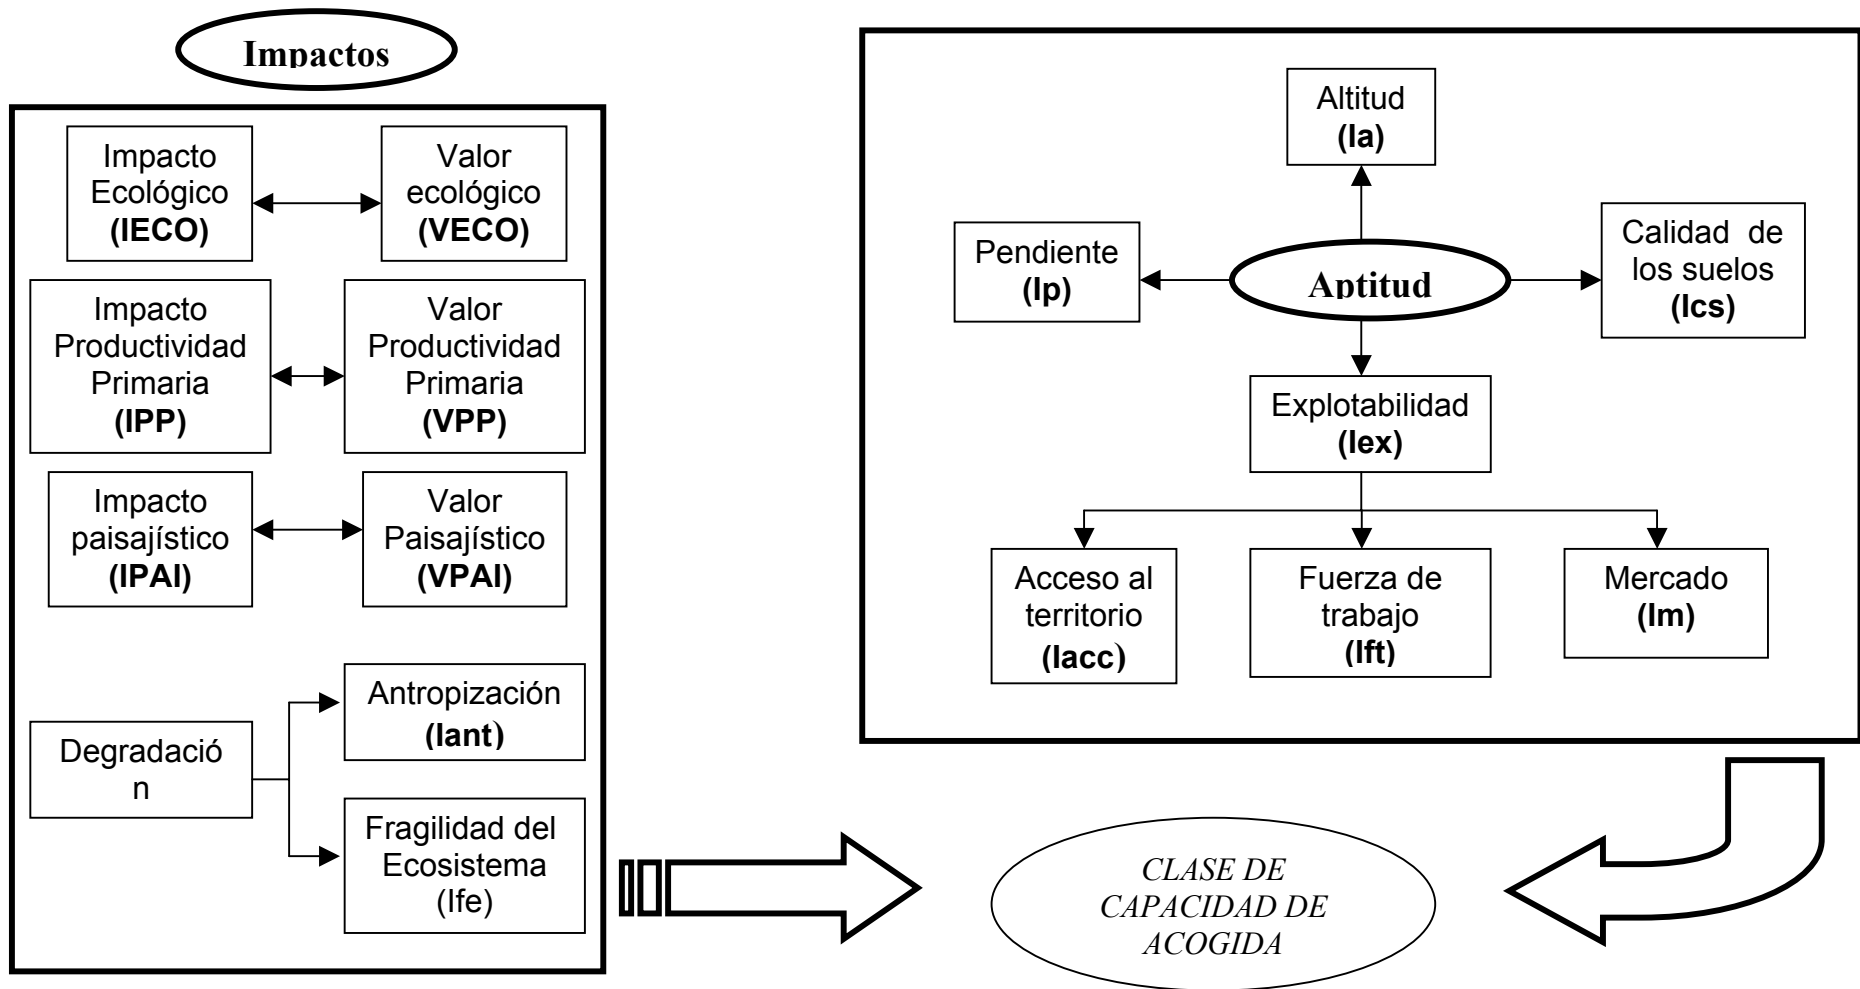 Impactos
Impacto
Ecológico
(IECO)
Valor
ecológico
(VECO)
Impacto
Productividad
Primaria
(IPP)
Valor
Productividad
Primaria
(VPP)
Impacto
paisajístico
(IPAI)
Valor
Paisajístico
(VPAI)
Degradació
n
Antropización
(Iant)
Fragilidad del
Ecosistema
(Ife)
Altitud
(Ia)
Pendiente
(Ip)
Aptitud
Calidad de
los suelos
(Ics)
Explotabilidad
(Iex)
Acceso al
territorio
(Iacc)
Fuerza de
trabajo
(Ift)
Mercado
(Im)
CLASE DE
CAPACIDAD DE
ACOGIDA